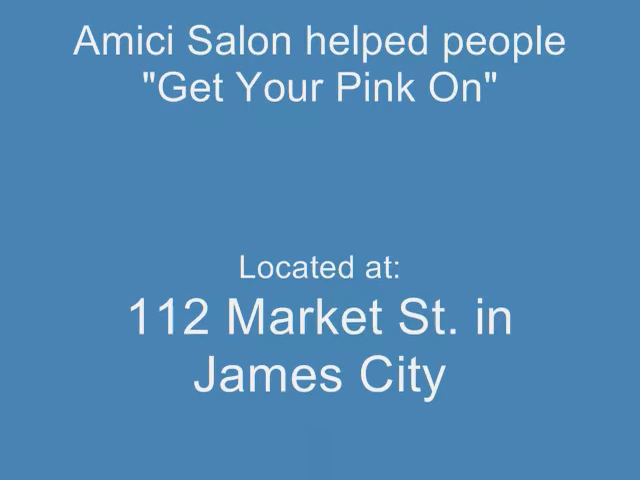 Amici Salon helped people
"Get Your Pink On"
Located at:
112 Market St. in
James City